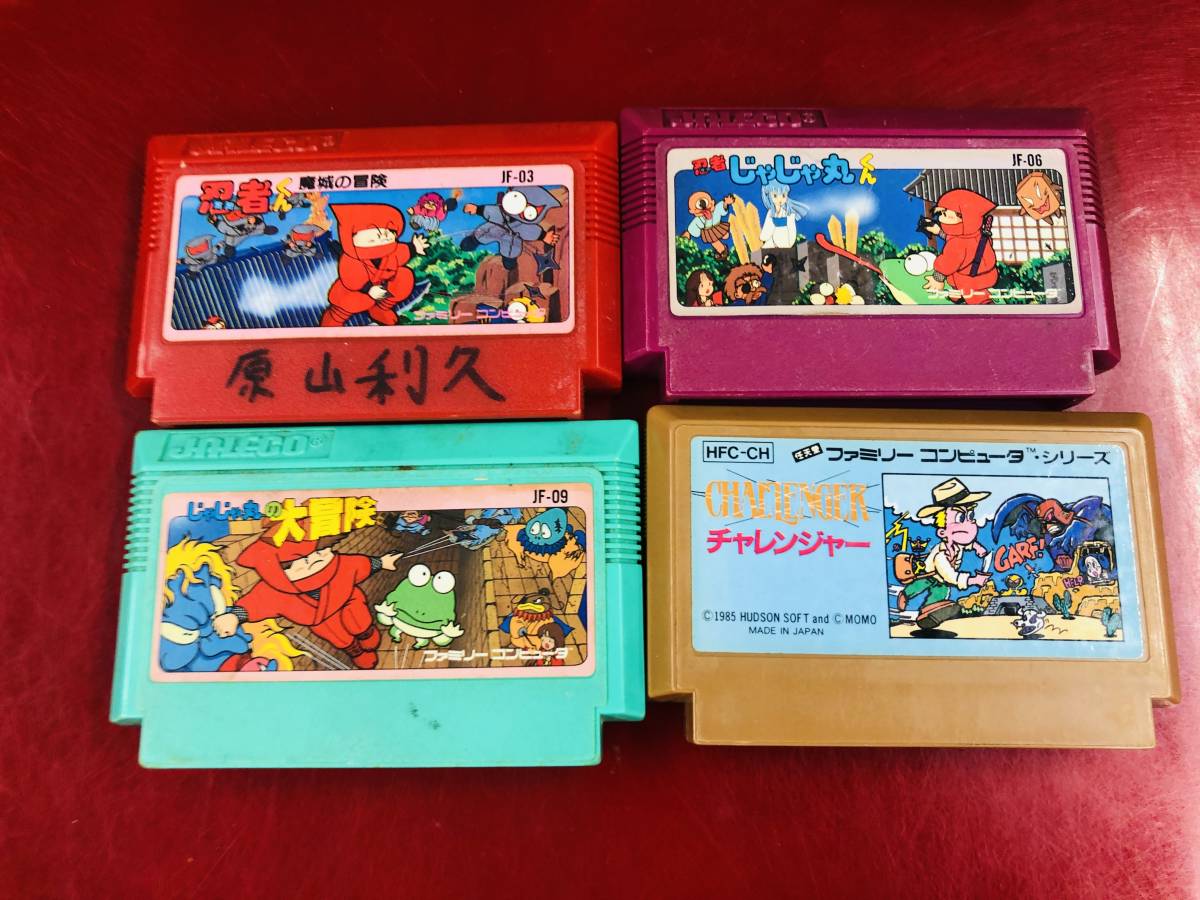 JALECO®
JF-03
忍者くん
魔城の冒険
ファミリー コンピュータ
原山利久
JALECO®
JF-06
忍者 じゃじゃ丸くん
ファミリー コンピュータ
JALECO®
JF-09
じゃじゃ丸の大冒険
ファミリー コンピュータ
HFC-CH
任天堂 ファミリー コンピュータ™・シリーズ
CHALLENGER
チャレンジャー
GARF!
HELP
©1985 HUDSON SOFT and ©MOMO
MADE IN JAPAN